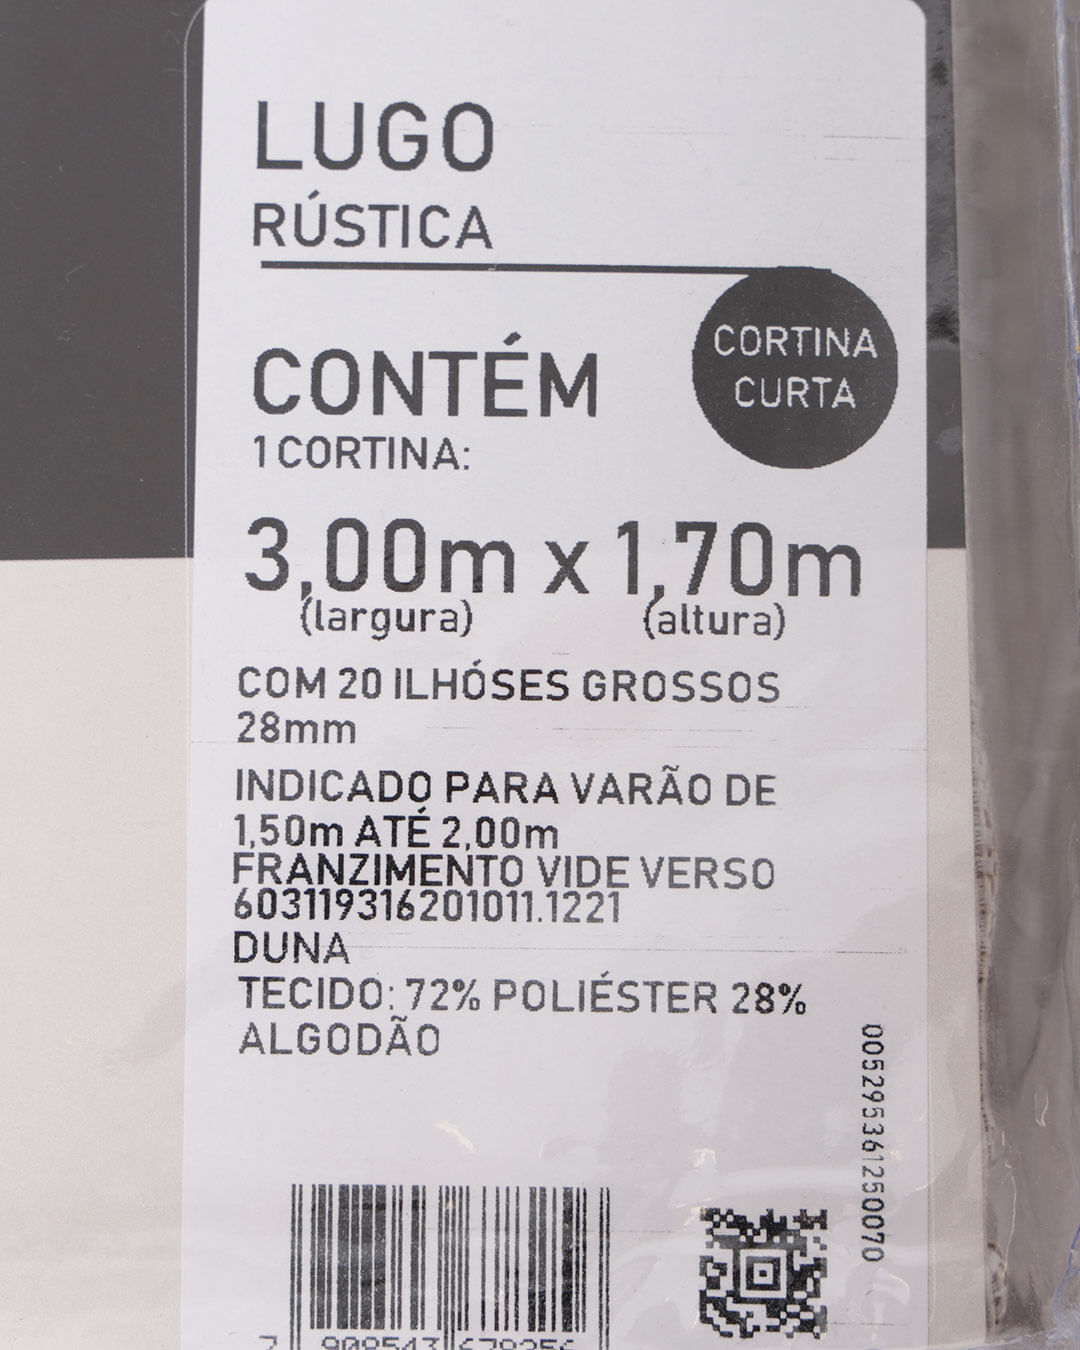 LUGO
RÚSTICA
CORTINA
CURTA
CONTÉM
1 CORTINA:
3,00m x 1,70m
(largura) (altura)
COM 20 ILHÓSES GROSSOS
28mm
INDICADO PARA VARÃO DE
1,50m ATÉ 2,00m
FRANZIMENTO VIDE VERSO
603119316201011.1221
DUNA
TECIDO: 72% POLIÉSTER 28%
ALGODÃO
005295361250070